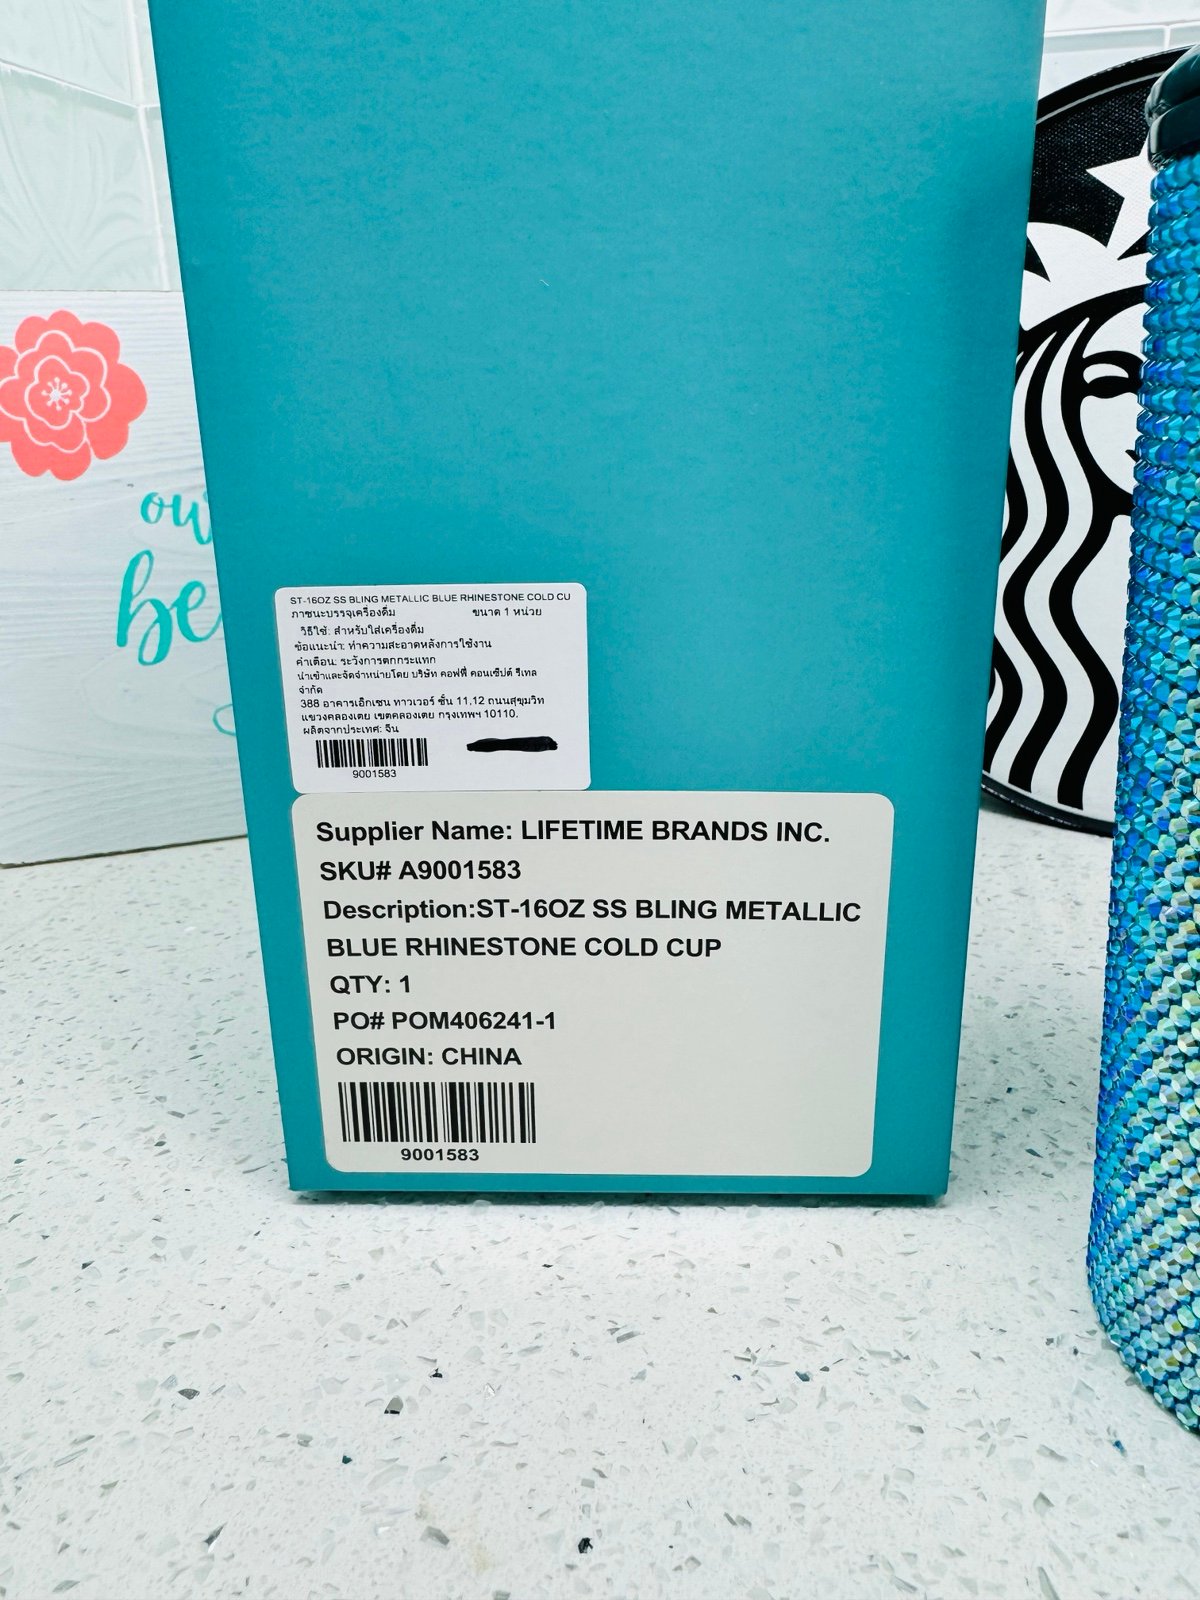 ou
be
ST-16OZ SS BLING METALLIC BLUE RHINESTONE COLD CU
ภาชนะบรรจุเครื่องดื่ม ขนาด 1 หน่วย
วิธีใช้: สำหรับใส่เครื่องดื่ม
ข้อแนะนำ: ทำความสะอาดหลังการใช้งาน
คำเตือน: ระวังการตกกระแทก
นำเข้าและจัดจำหน่ายโดย บริษัท คอฟฟี่ คอนเซ็ปต์ รีเทล
จำกัด
388 อาคารเอ็กเชน ทาวเวอร์ ชั้น 11,12 ถนนสุขุมวิท
แขวงคลองเตย เขตคลองเตย กรุงเทพฯ 10110.
ผลิตจากประเทศ: จีน
9001583
Supplier Name: LIFETIME BRANDS INC.
SKU# A9001583
Description:ST-16OZ SS BLING METALLIC
BLUE RHINESTONE COLD CUP
QTY: 1
PO# POM406241-1
ORIGIN: CHINA
9001583